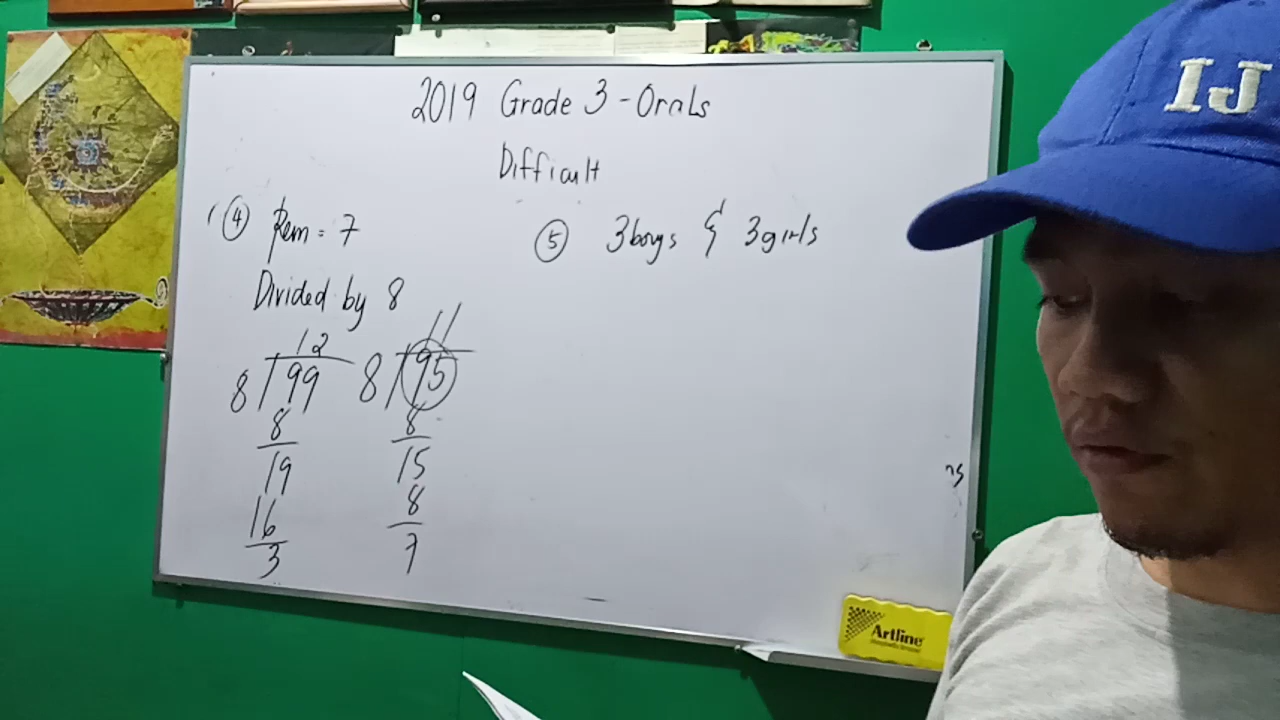 2019 Grade 3 - Orals
Difficult
④ Rem = 7
Divided by 8
12
8 99
8
19
16
3
11
8 95
8
15
8
7
⑤ 3boys & 3girls
IJ
Artline